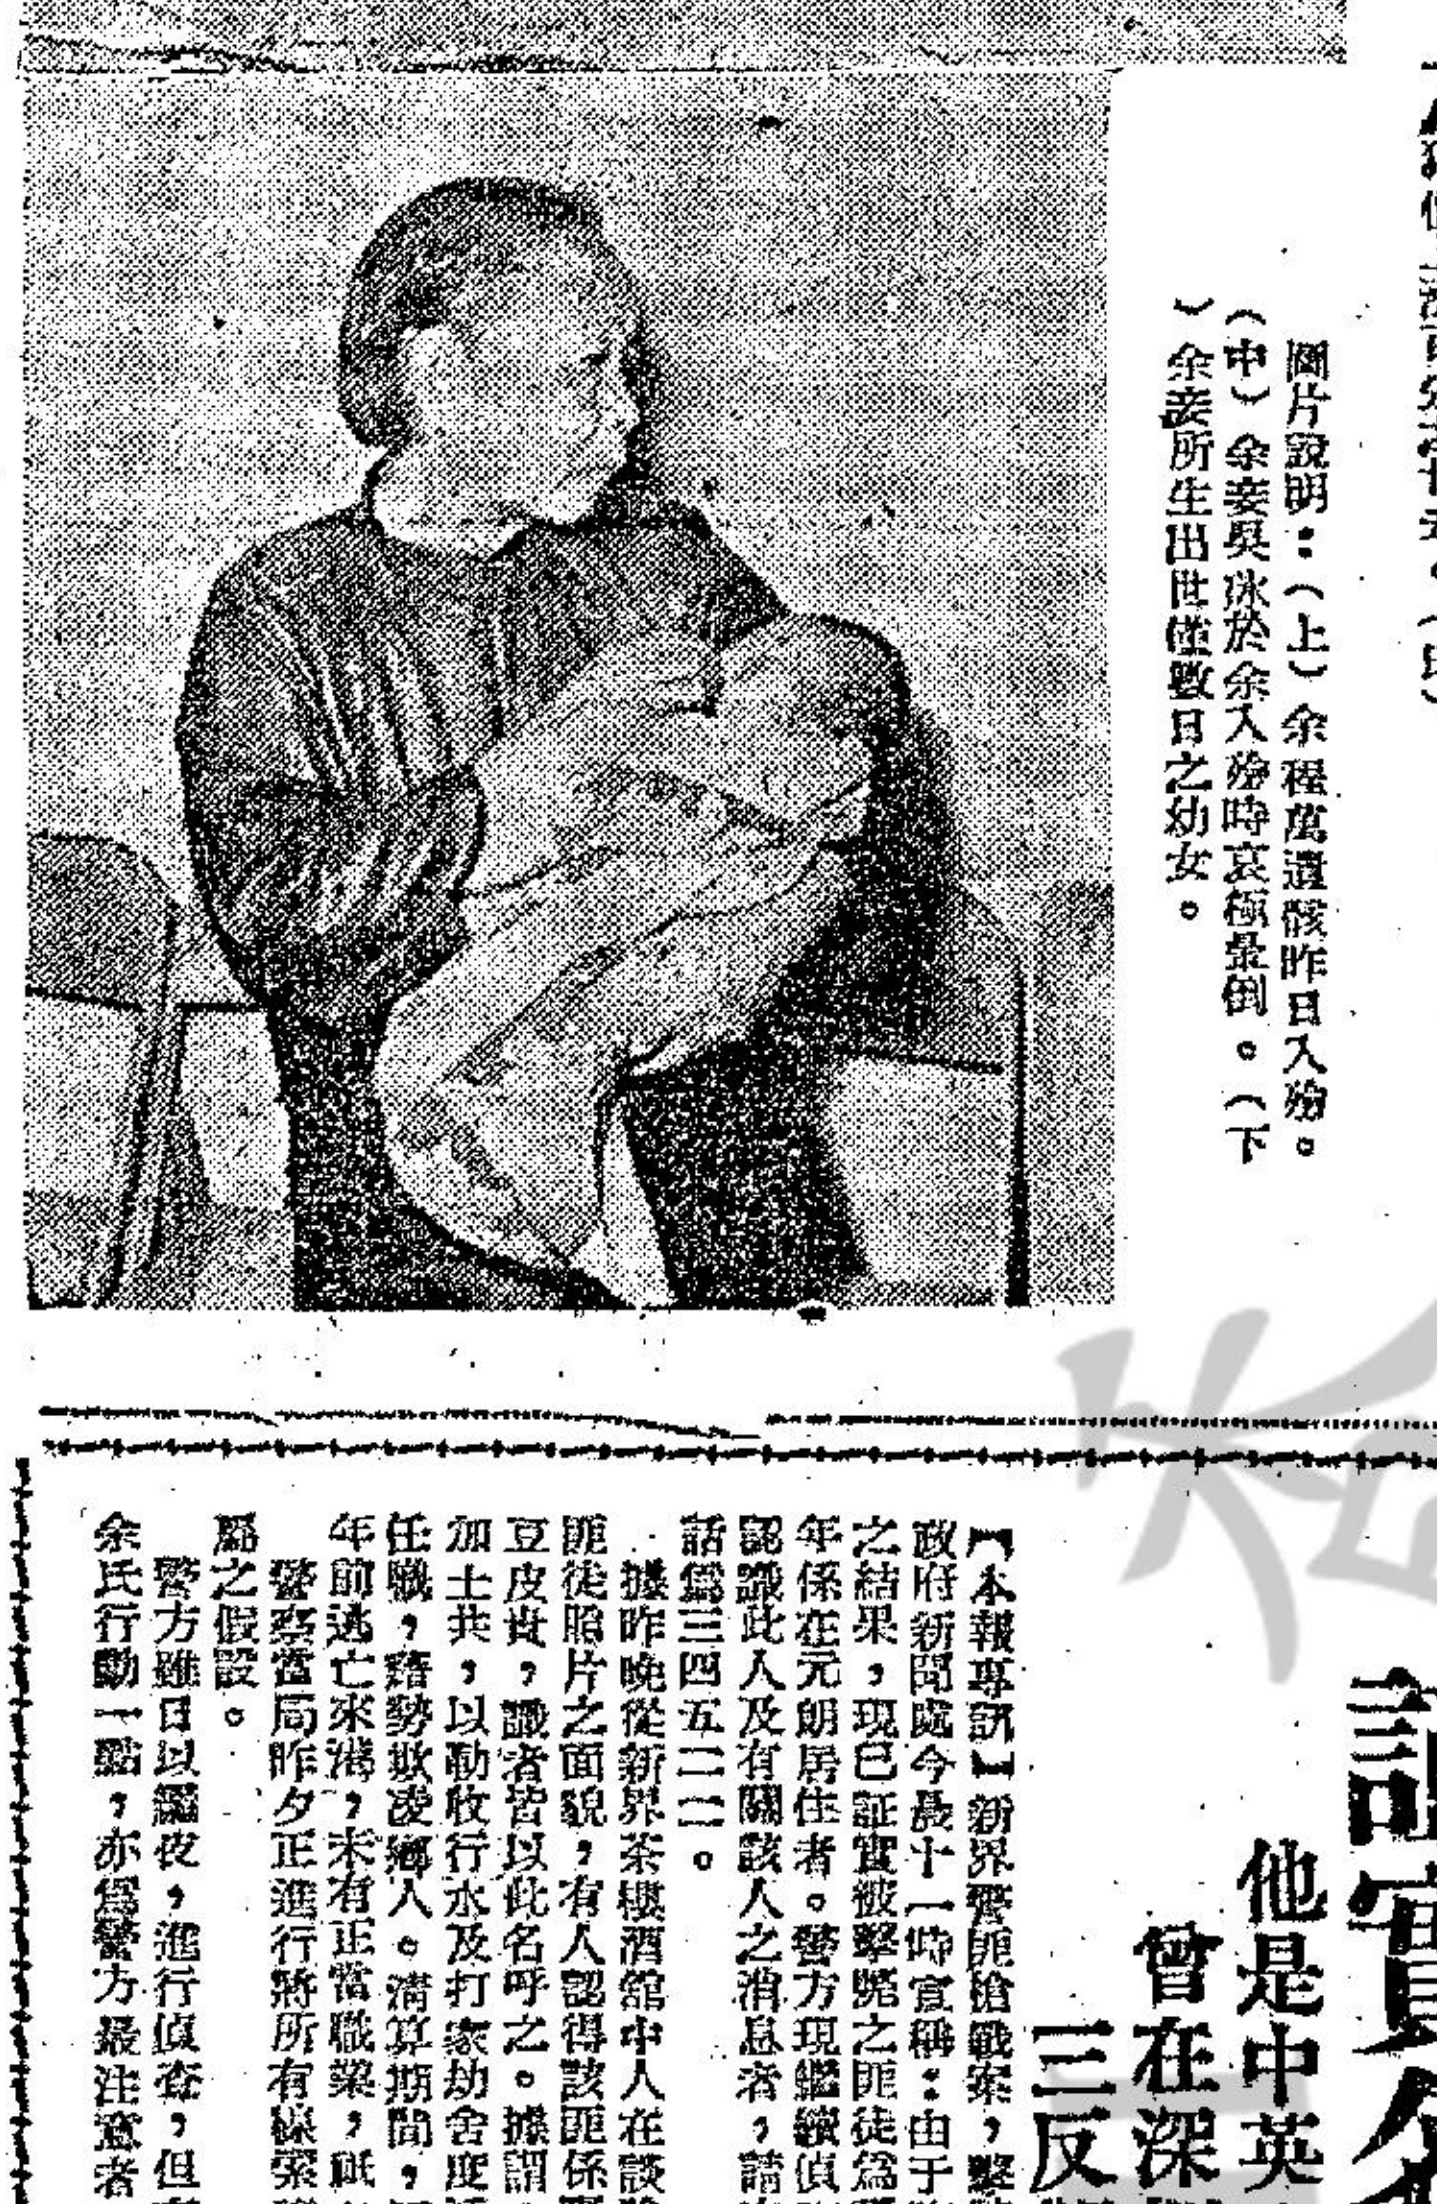 圖片說明：（上）余程萬遺骸昨日入殮。
（中）余妾吳冰於余入殮時哀極暈倒。（下
）余妾所生出世僅數日之幼女。
他是中英
曾在深
三反
【本報專訊】新界警匪槍戰案，
政府新聞處今晨十一時宣稱：由于
之結果，現已証實被擊斃之匪徒為
年係在元朗居住者。警方現繼續偵
認識此人及有關該人之消息者，請
話為三四五二二。
據昨晚從新界茶樓酒舘中人在談
匪徒照片之面貌，有人認得該匪係
豆皮貴，識者皆以此名呼之。據謂
加土共，以勒收行水及打家劫舍度
任職，藉勢欺凌鄉人。清算期間，
年前逃亡來港，未有正當職業，
警察當局昨夕正進行將所有線索
屬之假設。
警方雖日以繼夜，進行偵查，但
余氏行動一點，亦為警方最注意者